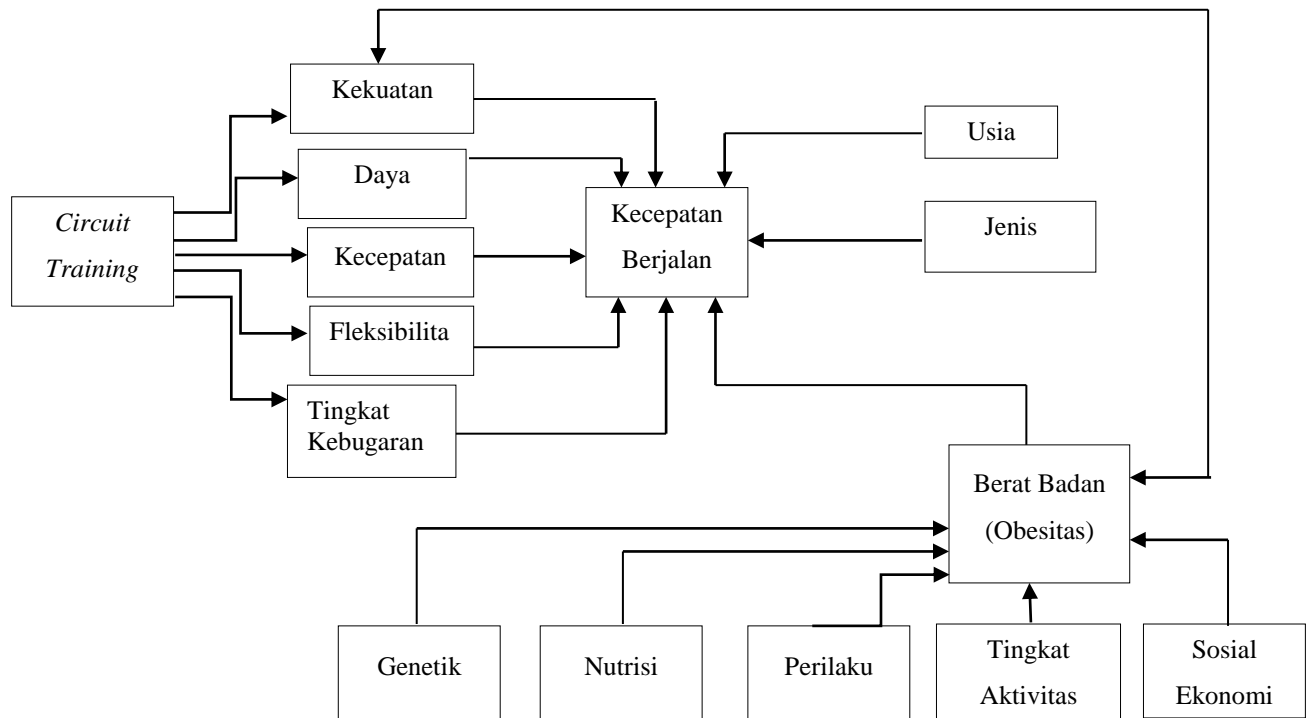 Kekuatan
Usia
Daya
Circuit
Training
Kecepatan
Berjalan
Jenis
Kecepatan
Fleksibilita
Tingkat
Kebugaran
Berat Badan
(Obesitas)
Genetik
Nutrisi
Perilaku
Tingkat
Aktivitas
Sosial
Ekonomi